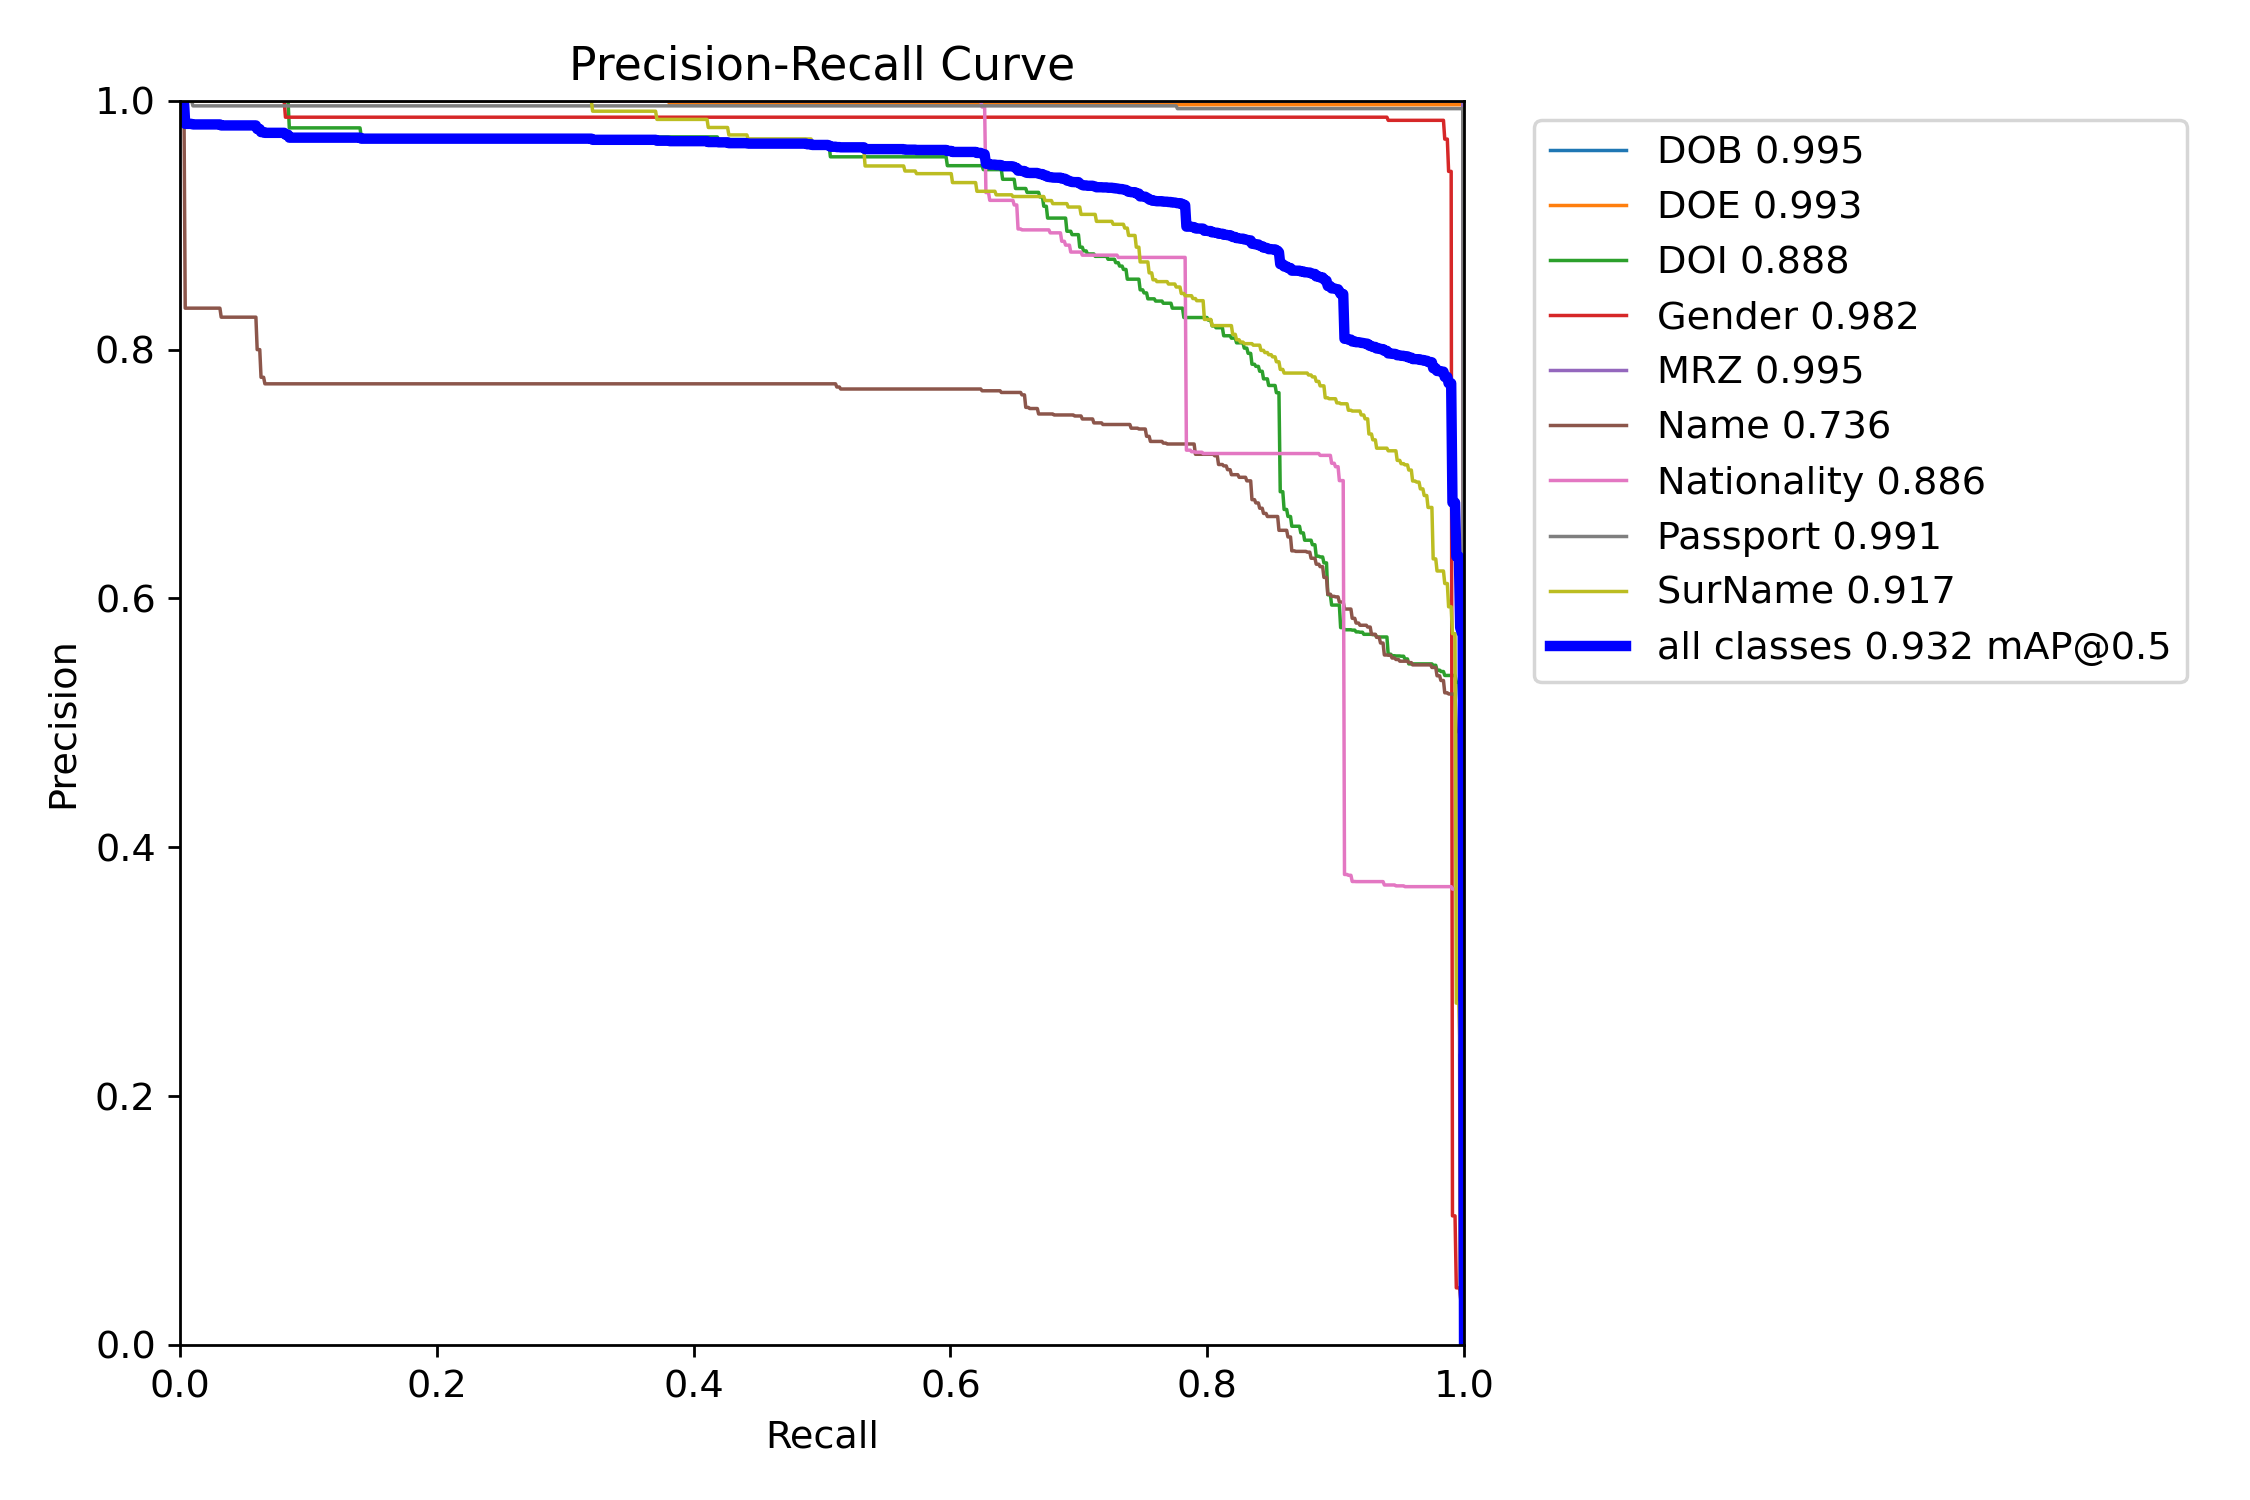 Precision-Recall Curve
1.0
0.8
0.6
0.4
0.2
0.0
Precision
0.0 0.2 0.4 0.6 0.8 1.0
Recall
DOB 0.995
DOE 0.993
DOI 0.888
Gender 0.982
MRZ 0.995
Name 0.736
Nationality 0.886
Passport 0.991
SurName 0.917
all classes 0.932 mAP@0.5